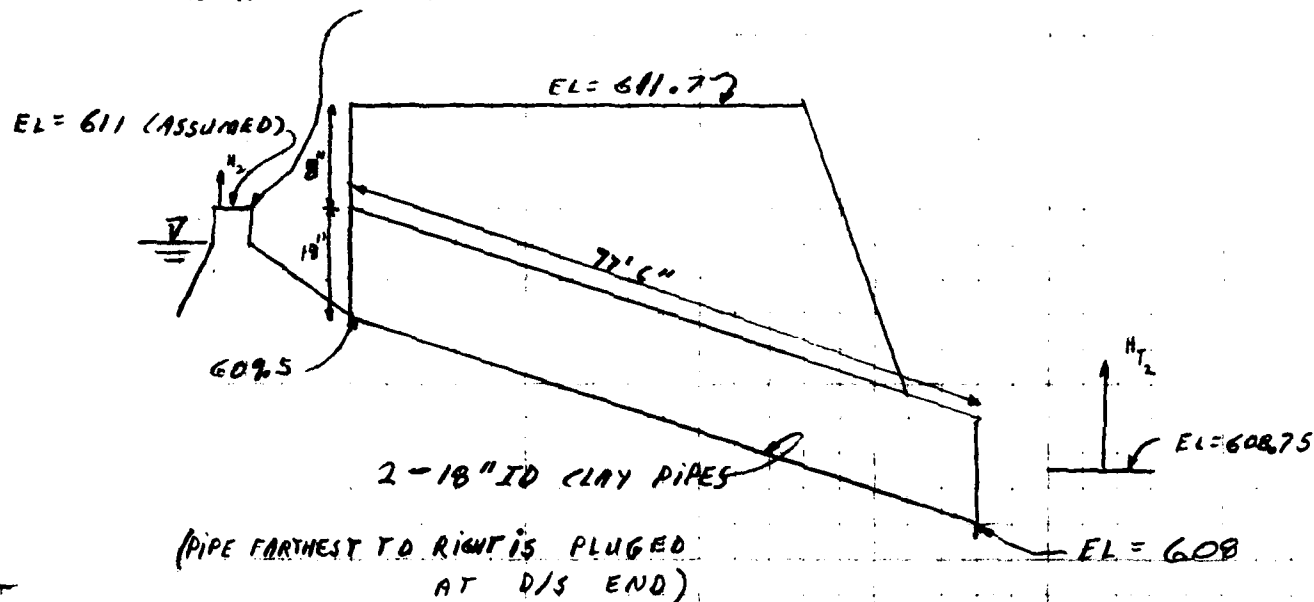 EL= 611.7
EL= 611 (ASSUMED)
H2
8"
18"
77' 6"
609.5
HT2
EL=608.75
2-18" ID CLAY PIPES
(PIPE FARTHEST TO RIGHT IS PLUGED
AT D/S END)
EL = 608